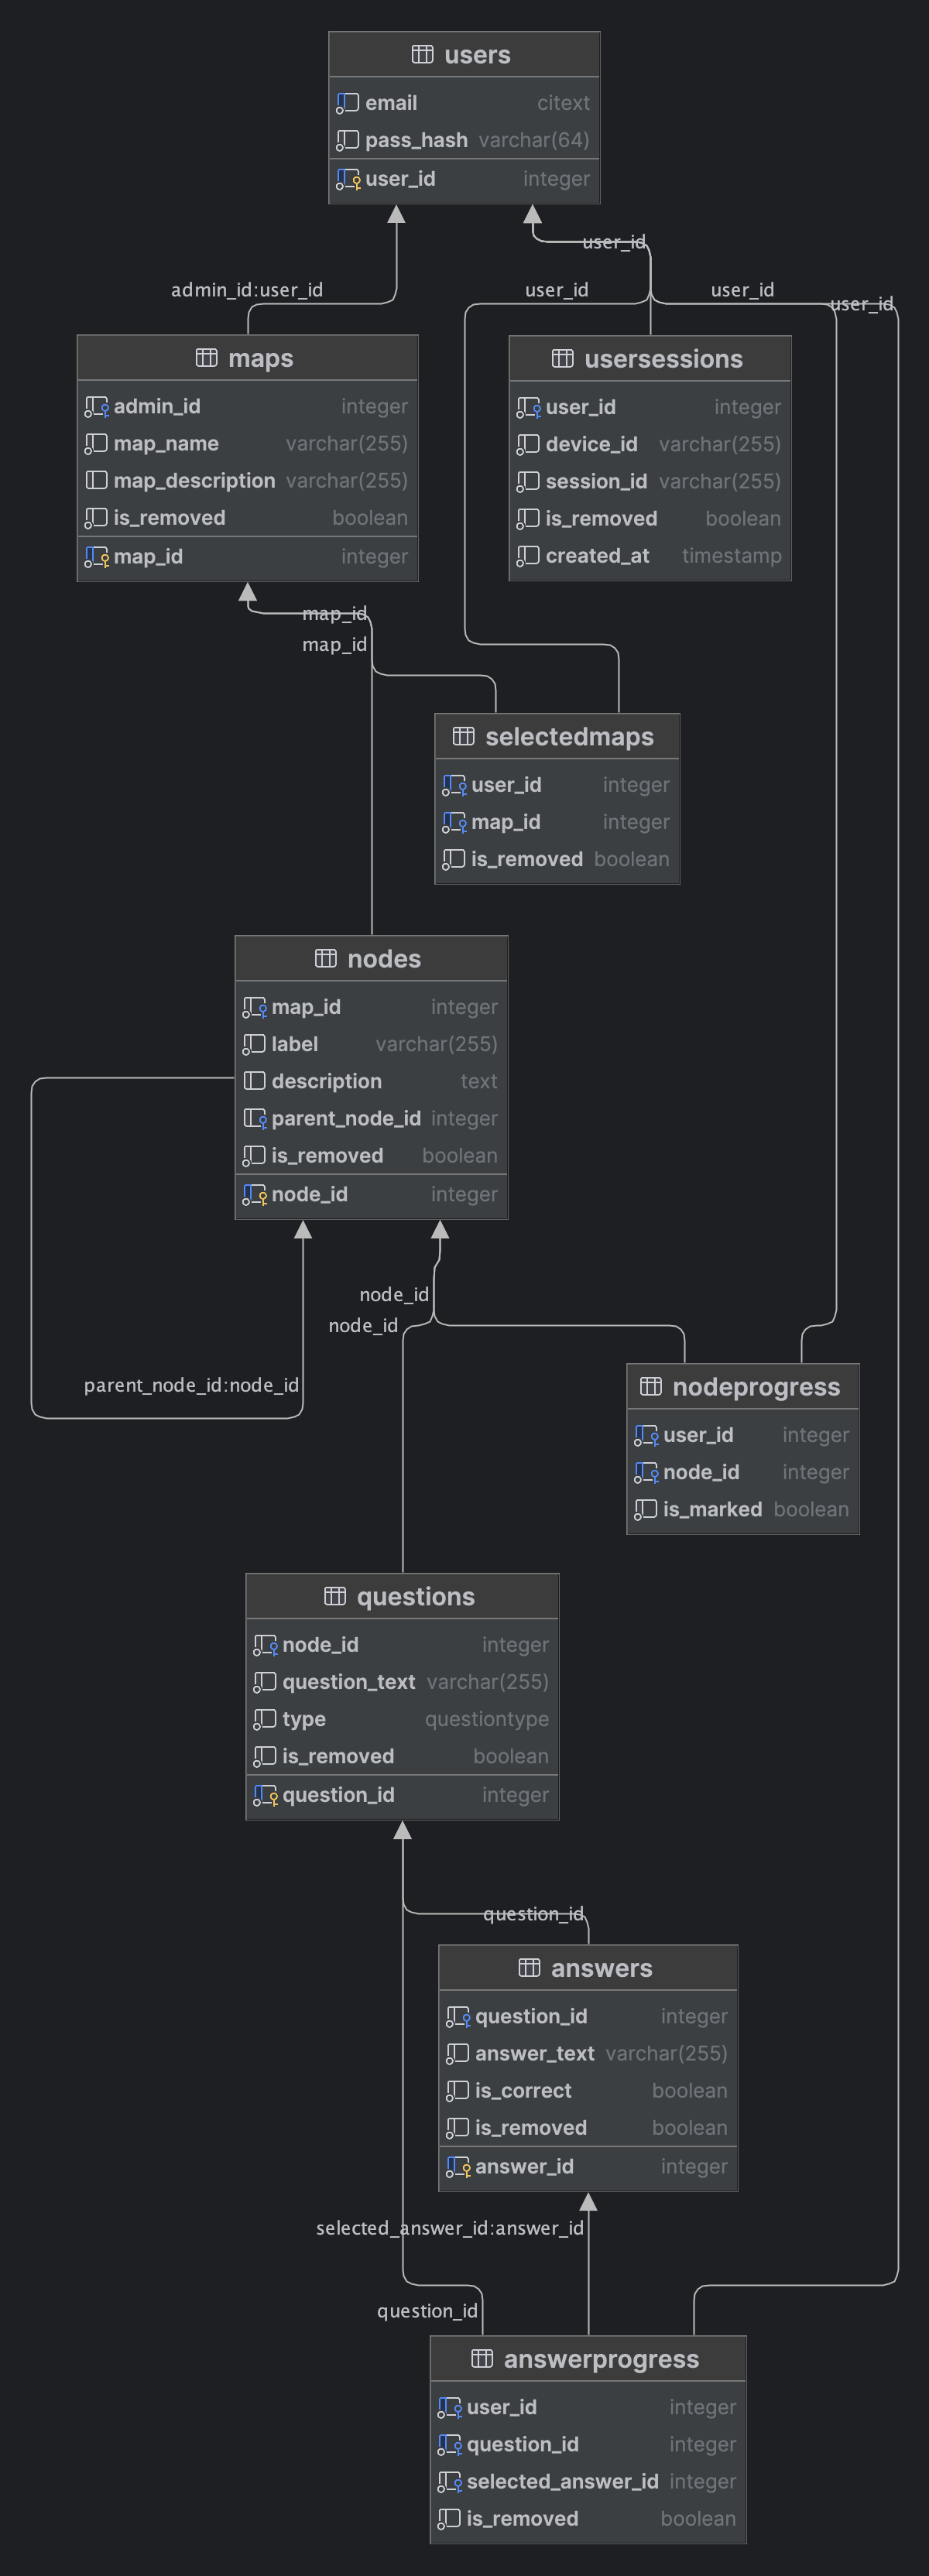 users
email citext
pass_hash varchar(64)
user_id integer
user_id
admin_id:user_id
user_id
user_id
user_id
maps
admin_id integer
map_name varchar(255)
map_description varchar(255)
is_removed boolean
map_id integer
usersessions
user_id integer
device_id varchar(255)
session_id varchar(255)
is_removed boolean
created_at timestamp
map_id
map_id
selectedmaps
user_id integer
map_id integer
is_removed boolean
nodes
map_id integer
label varchar(255)
description text
parent_node_id integer
is_removed boolean
node_id integer
node_id
node_id
parent_node_id:node_id
nodeprogress
user_id integer
node_id integer
is_marked boolean
questions
node_id integer
question_text varchar(255)
type questiontype
is_removed boolean
question_id integer
question_id
answers
question_id integer
answer_text varchar(255)
is_correct boolean
is_removed boolean
answer_id integer
selected_answer_id:answer_id
question_id
answerprogress
user_id integer
question_id integer
selected_answer_id integer
is_removed boolean